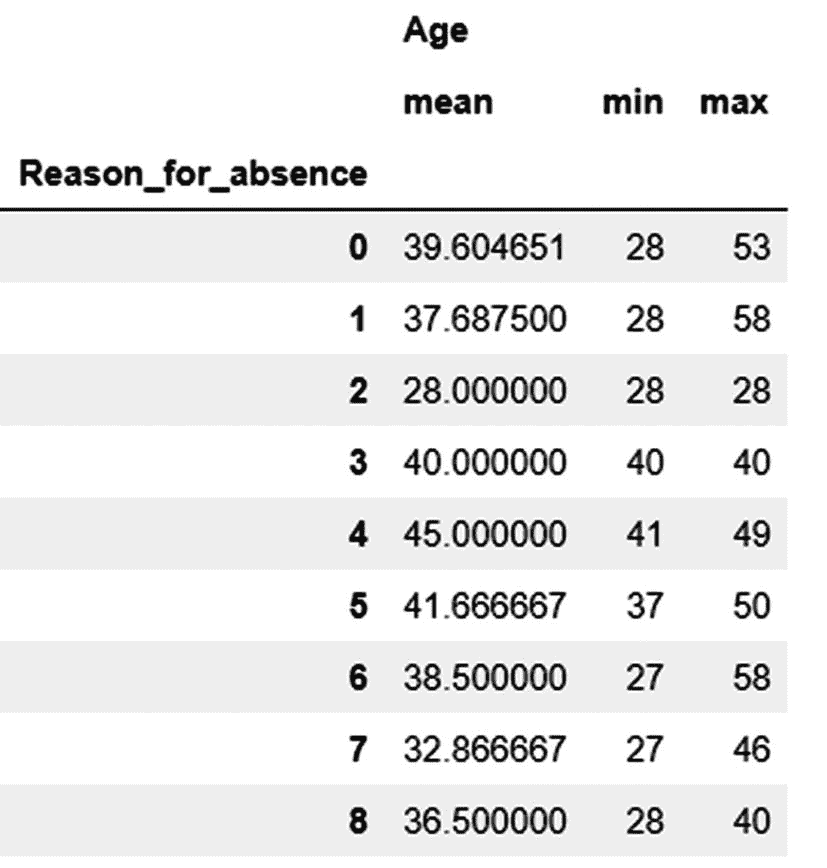 Age
mean min max
Reason_for_absence
0 39.604651 28 53
1 37.687500 28 58
2 28.000000 28 28
3 40.000000 40 40
4 45.000000 41 49
5 41.666667 37 50
6 38.500000 27 58
7 32.866667 27 46
8 36.500000 28 40